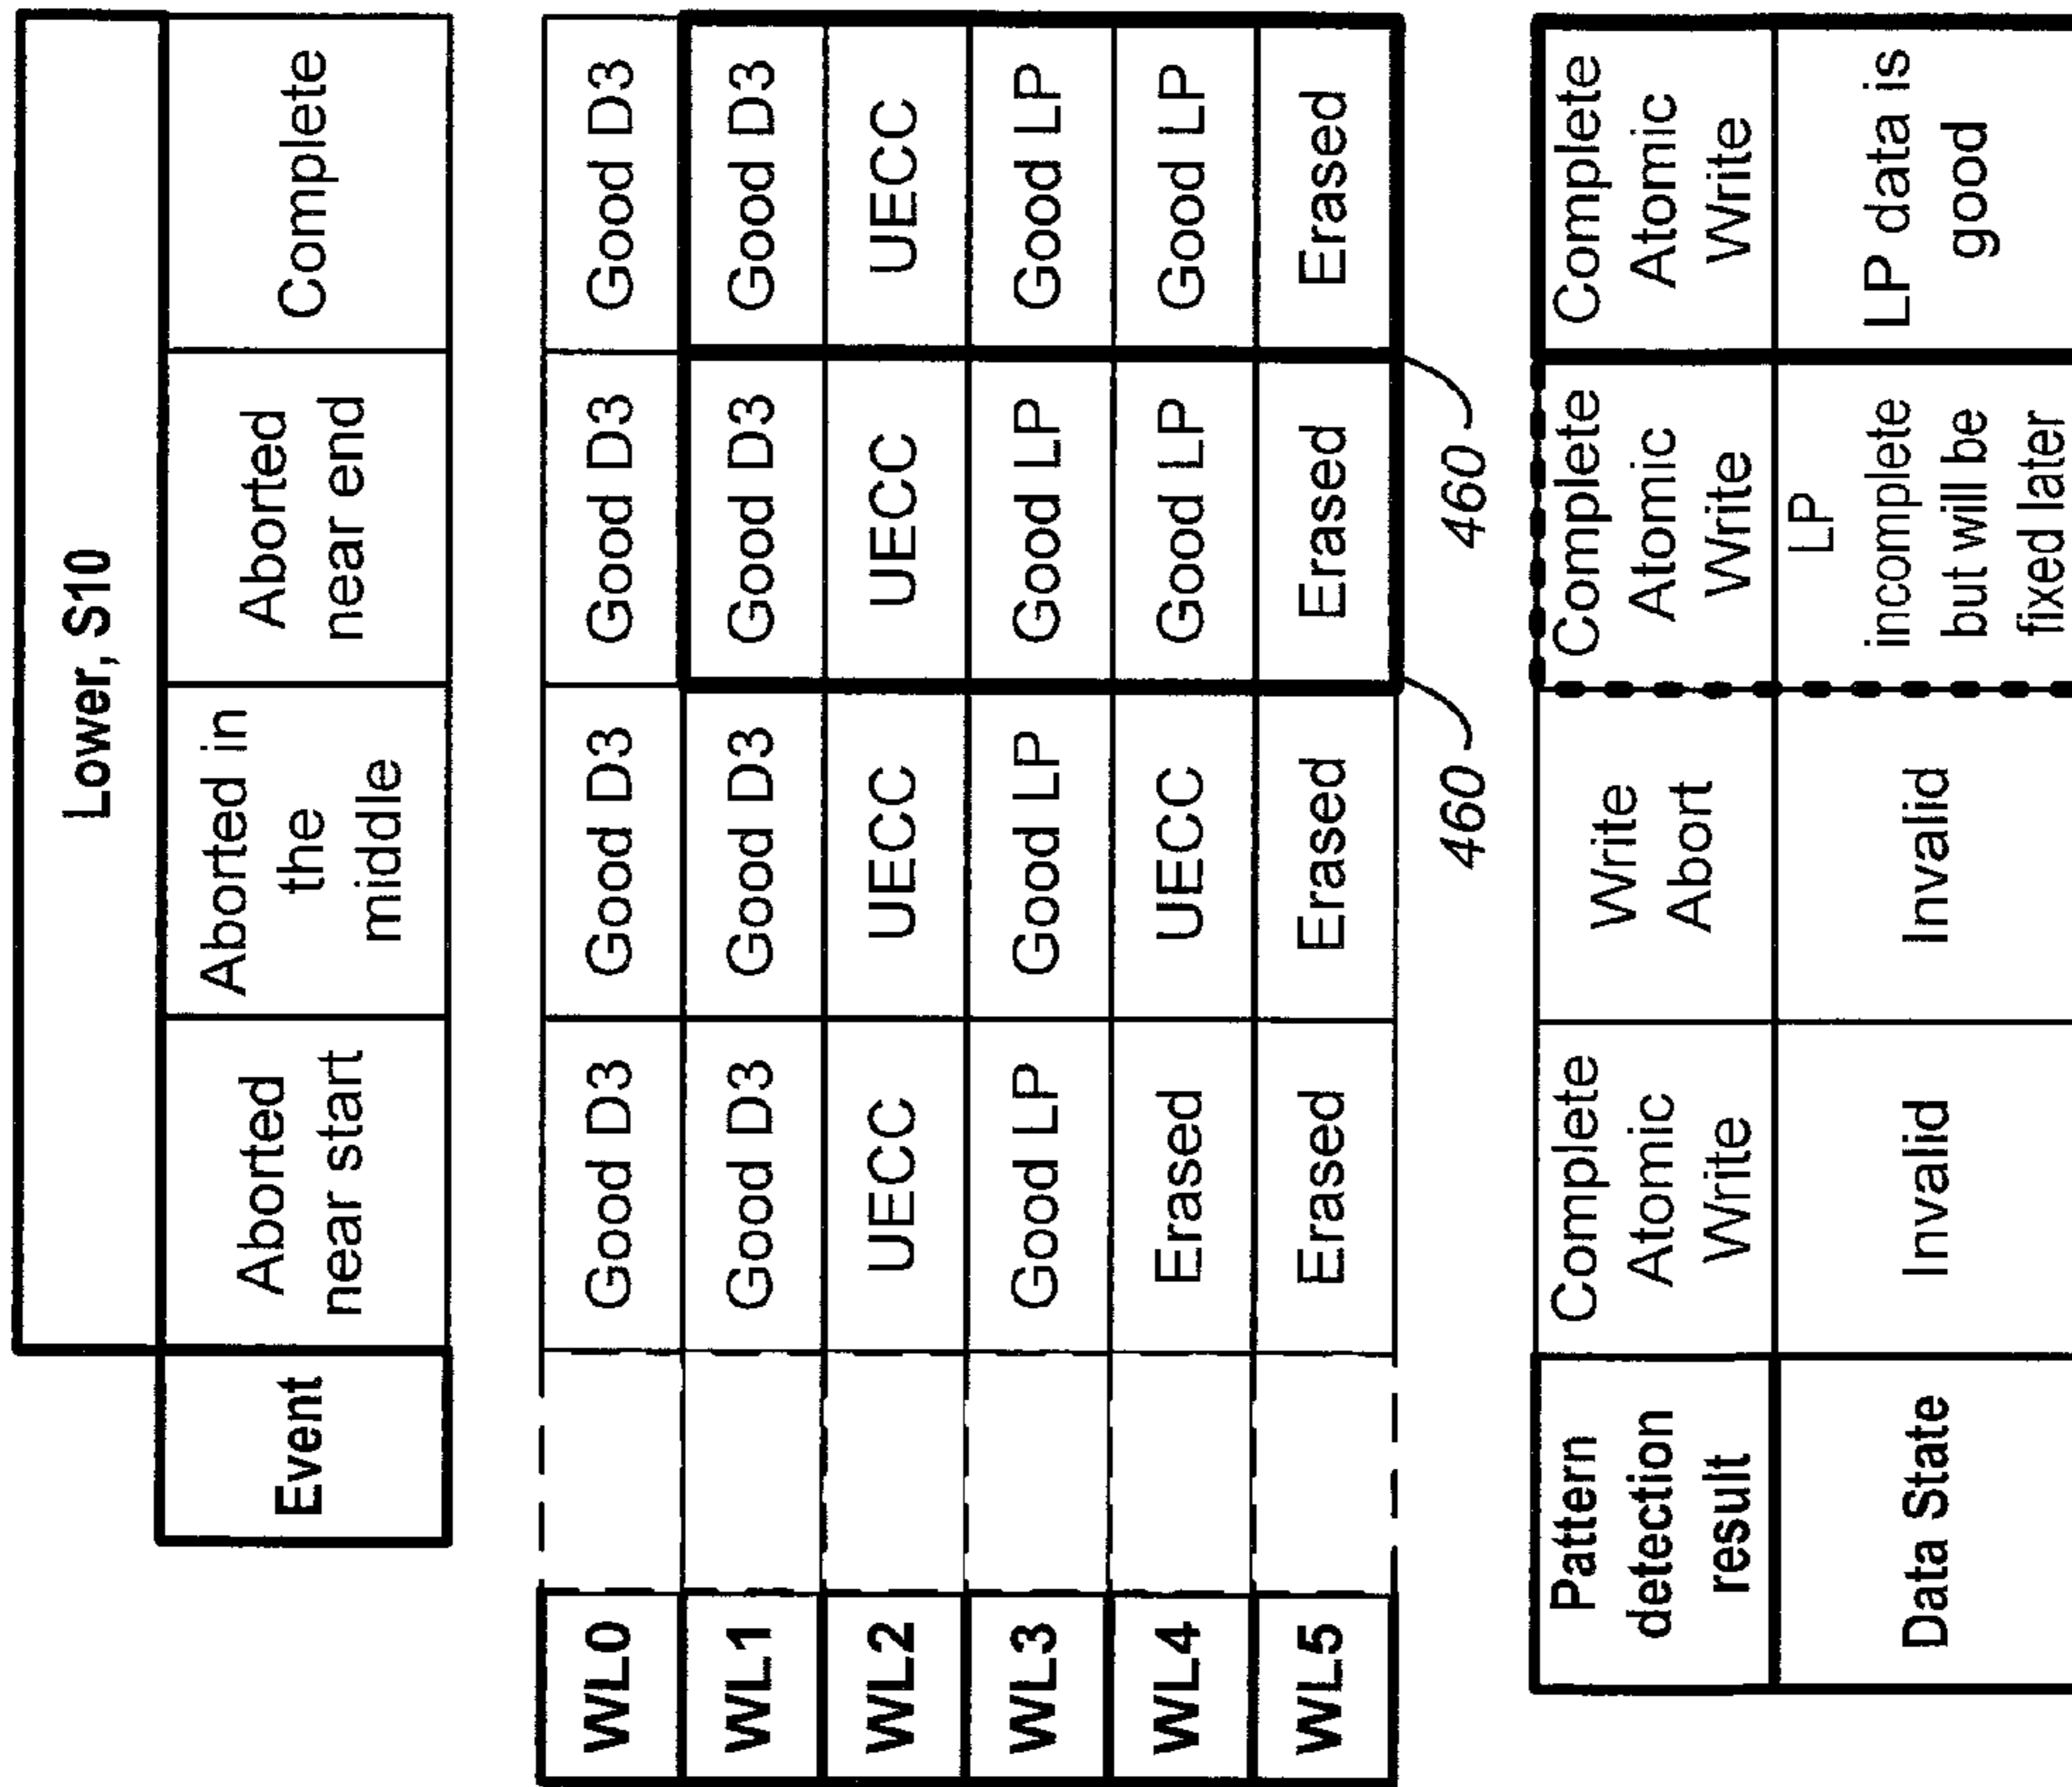 Lower, S10
Event
Aborted
near start
Aborted in
the
middle
Aborted
near end
Complete
WL0
Good D3
Good D3
Good D3
Good D3
WL1
Good D3
Good D3
Good D3
Good D3
WL2
UECC
UECC
UECC
UECC
WL3
Good LP
Good LP
Good LP
Good LP
WL4
Erased
UECC
Good LP
Good LP
WL5
Erased
Erased
Erased
Erased
460
460
Pattern
detection
result
Complete
Atomic
Write
Write
Abort
Complete
Atomic
Write
Complete
Atomic
Write
Data State
Invalid
Invalid
LP
incomplete
but will be
fixed later
LP data is
good